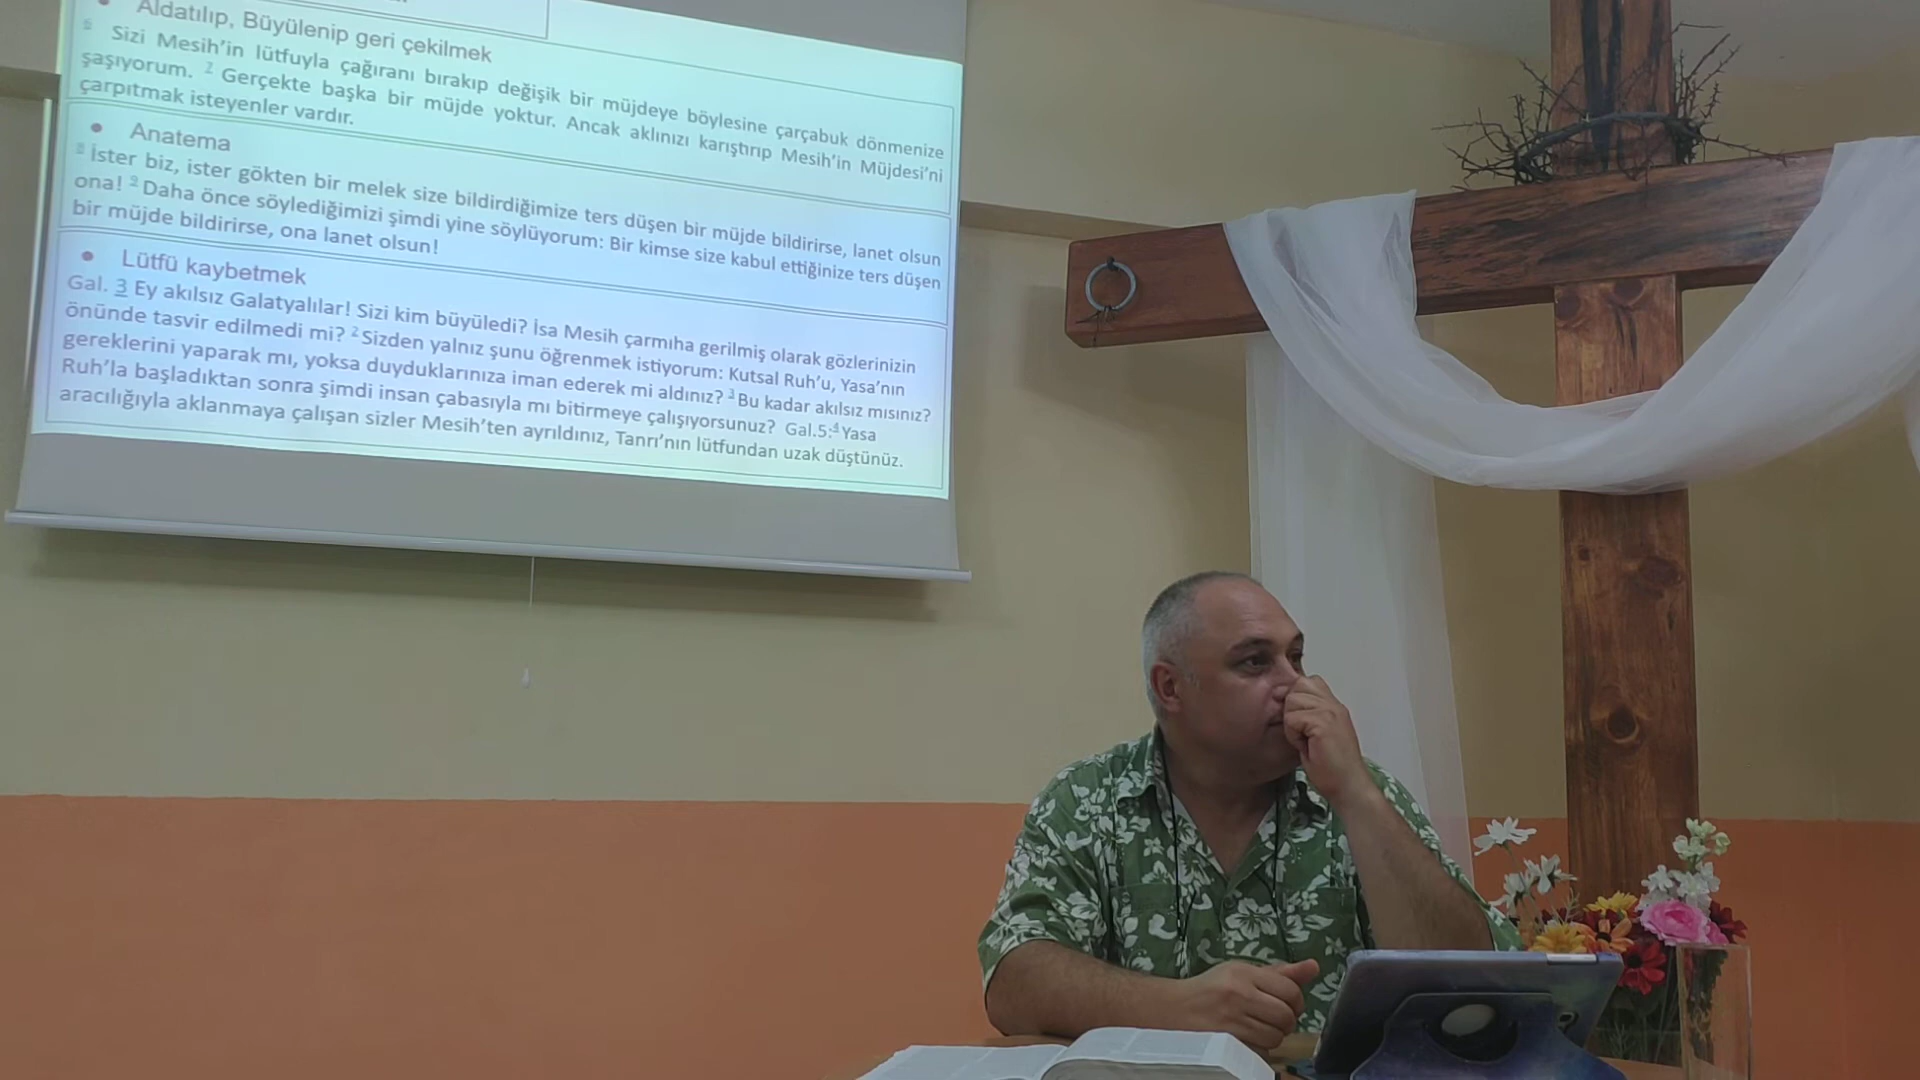 Aldatılıp, Büyülenip geri çekilmek
6 Sizi Mesih’in lütfuyla çağıranı bırakıp değişik bir müjdeye böylesine çarçabuk dönmenize
şaşıyorum. 7 Gerçekte başka bir müjde yoktur. Ancak aklınızı karıştırıp Mesih’in Müjdesi’ni
çarpıtmak isteyenler vardır.
• Anatema
8 İster biz, ister gökten bir melek size bildirdiğimize ters düşen bir müjde bildirirse, lanet olsun
ona! 9 Daha önce söylediğimizi şimdi yine söylüyorum: Bir kimse size kabul ettiğinize ters düşen
bir müjde bildirirse, ona lanet olsun!
• Lütfü kaybetmek
Gal. 3 Ey akılsız Galatyalılar! Sizi kim büyüledi? İsa Mesih çarmıha gerilmiş olarak gözlerinizin
önünde tasvir edilmedi mi? 2 Sizden yalnız şunu öğrenmek istiyorum: Kutsal Ruh’u, Yasa’nın
gereklerini yaparak mı, yoksa duyduklarınıza iman ederek mi aldınız? 3 Bu kadar akılsız mısınız?
Ruh’la başladıktan sonra şimdi insan çabasıyla mı bitirmeye çalışıyorsunuz? Gal.5:4 Yasa
aracılığıyla aklanmaya çalışan sizler Mesih’ten ayrıldınız, Tanrı’nın lütfundan uzak düştünüz.